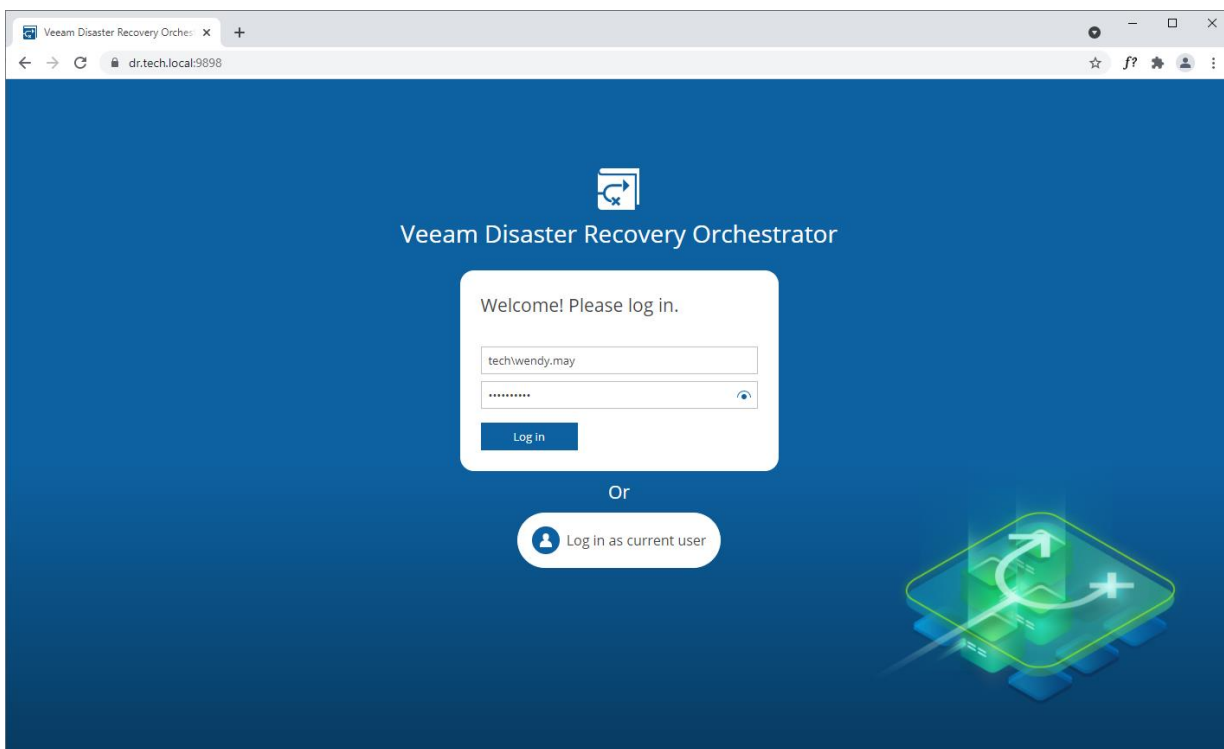 Veeam Disaster Recovery Orches
dr.tech.local:9898
f?
Veeam Disaster Recovery Orchestrator
Welcome! Please log in.
tech\wendy.may
••••••••••
Log in
Or
Log in as current user